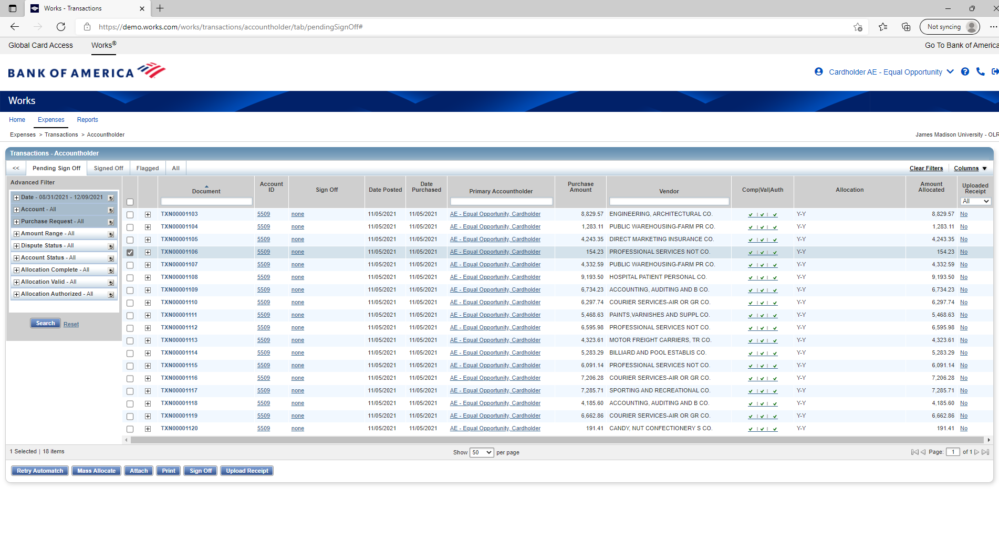 Works - Transactions
https://demo.works.com/works/transactions/accountholder/tab/pendingSignOff#
Not syncing
Global Card Access Works®
Go To Bank of America
BANK OF AMERICA
Cardholder AE - Equal Opportunity
Works
Home Expenses Reports
Expenses > Transactions > Accountholder
James Madison University - OLR
Transactions - Accountholder
<< Pending Sign Off Signed Off Flagged All
Clear Filters Columns
Advanced Filter
Date - 08/31/2021 - 12/09/2021
Account - All
Purchase Request - All
Amount Range - All
Dispute Status - All
Account Status - All
Allocation Complete - All
Allocation Valid - All
Allocation Authorized - All
Search Reset
Document Account ID Sign Off Date Posted Date Purchased Primary Accountholder Purchase Amount Vendor Comp|Val|Auth Allocation Amount Allocated Uploaded Receipt
All
TXN00001103 5509 none 11/05/2021 11/05/2021 AE - Equal Opportunity, Cardholder 8,829.57 ENGINEERING, ARCHITECTURAL CO. Y-Y 8,829.57 No
TXN00001104 5509 none 11/05/2021 11/05/2021 AE - Equal Opportunity, Cardholder 1,283.11 PUBLIC WAREHOUSING-FARM PR CO. Y-Y 1,283.11 No
TXN00001105 5509 none 11/05/2021 11/05/2021 AE - Equal Opportunity, Cardholder 4,243.35 DIRECT MARKETING INSURANCE CO. Y-Y 4,243.35 No
TXN00001106 5509 none 11/05/2021 11/05/2021 AE - Equal Opportunity, Cardholder 154.23 PROFESSIONAL SERVICES NOT CO. Y-Y 154.23 No
TXN00001107 5509 none 11/05/2021 11/05/2021 AE - Equal Opportunity, Cardholder 4,332.59 PUBLIC WAREHOUSING-FARM PR CO. Y-Y 4,332.59 No
TXN00001108 5509 none 11/05/2021 11/05/2021 AE - Equal Opportunity, Cardholder 9,193.50 HOSPITAL PATIENT PERSONAL CO. Y-Y 9,193.50 No
TXN00001109 5509 none 11/05/2021 11/05/2021 AE - Equal Opportunity, Cardholder 6,734.23 ACCOUNTING, AUDITING AND B CO. Y-Y 6,734.23 No
TXN00001110 5509 none 11/05/2021 11/05/2021 AE - Equal Opportunity, Cardholder 6,297.74 COURIER SERVICES-AIR OR GR CO. Y-Y 6,297.74 No
TXN00001111 5509 none 11/05/2021 11/05/2021 AE - Equal Opportunity, Cardholder 5,468.63 PAINTS,VARNISHES AND SUPPL CO. Y-Y 5,468.63 No
TXN00001112 5509 none 11/05/2021 11/05/2021 AE - Equal Opportunity, Cardholder 6,595.98 PROFESSIONAL SERVICES NOT CO. Y-Y 6,595.98 No
TXN00001113 5509 none 11/05/2021 11/05/2021 AE - Equal Opportunity, Cardholder 4,323.61 MOTOR FREIGHT CARRIERS, TR CO. Y-Y 4,323.61 No
TXN00001114 5509 none 11/05/2021 11/05/2021 AE - Equal Opportunity, Cardholder 5,283.29 BILLIARD AND POOL ESTABLIS CO. Y-Y 5,283.29 No
TXN00001115 5509 none 11/05/2021 11/05/2021 AE - Equal Opportunity, Cardholder 6,091.14 PROFESSIONAL SERVICES NOT CO. Y-Y 6,091.14 No
TXN00001116 5509 none 11/05/2021 11/05/2021 AE - Equal Opportunity, Cardholder 7,206.28 COURIER SERVICES-AIR OR GR CO. Y-Y 7,206.28 No
TXN00001117 5509 none 11/05/2021 11/05/2021 AE - Equal Opportunity, Cardholder 7,285.71 SPORTING AND RECREATIONAL CO. Y-Y 7,285.71 No
TXN00001118 5509 none 11/05/2021 11/05/2021 AE - Equal Opportunity, Cardholder 4,185.60 ACCOUNTING, AUDITING AND B CO. Y-Y 4,185.60 No
TXN00001119 5509 none 11/05/2021 11/05/2021 AE - Equal Opportunity, Cardholder 6,662.86 COURIER SERVICES-AIR OR GR CO. Y-Y 6,662.86 No
TXN00001120 5509 none 11/05/2021 11/05/2021 AE - Equal Opportunity, Cardholder 191.41 CANDY, NUT CONFECTIONERY S CO. Y-Y 191.41 No
1 Selected | 18 items
Show 50 per page
Page: 1 of 1
Retry Automatch Mass Allocate Attach Print Sign Off Upload Receipt